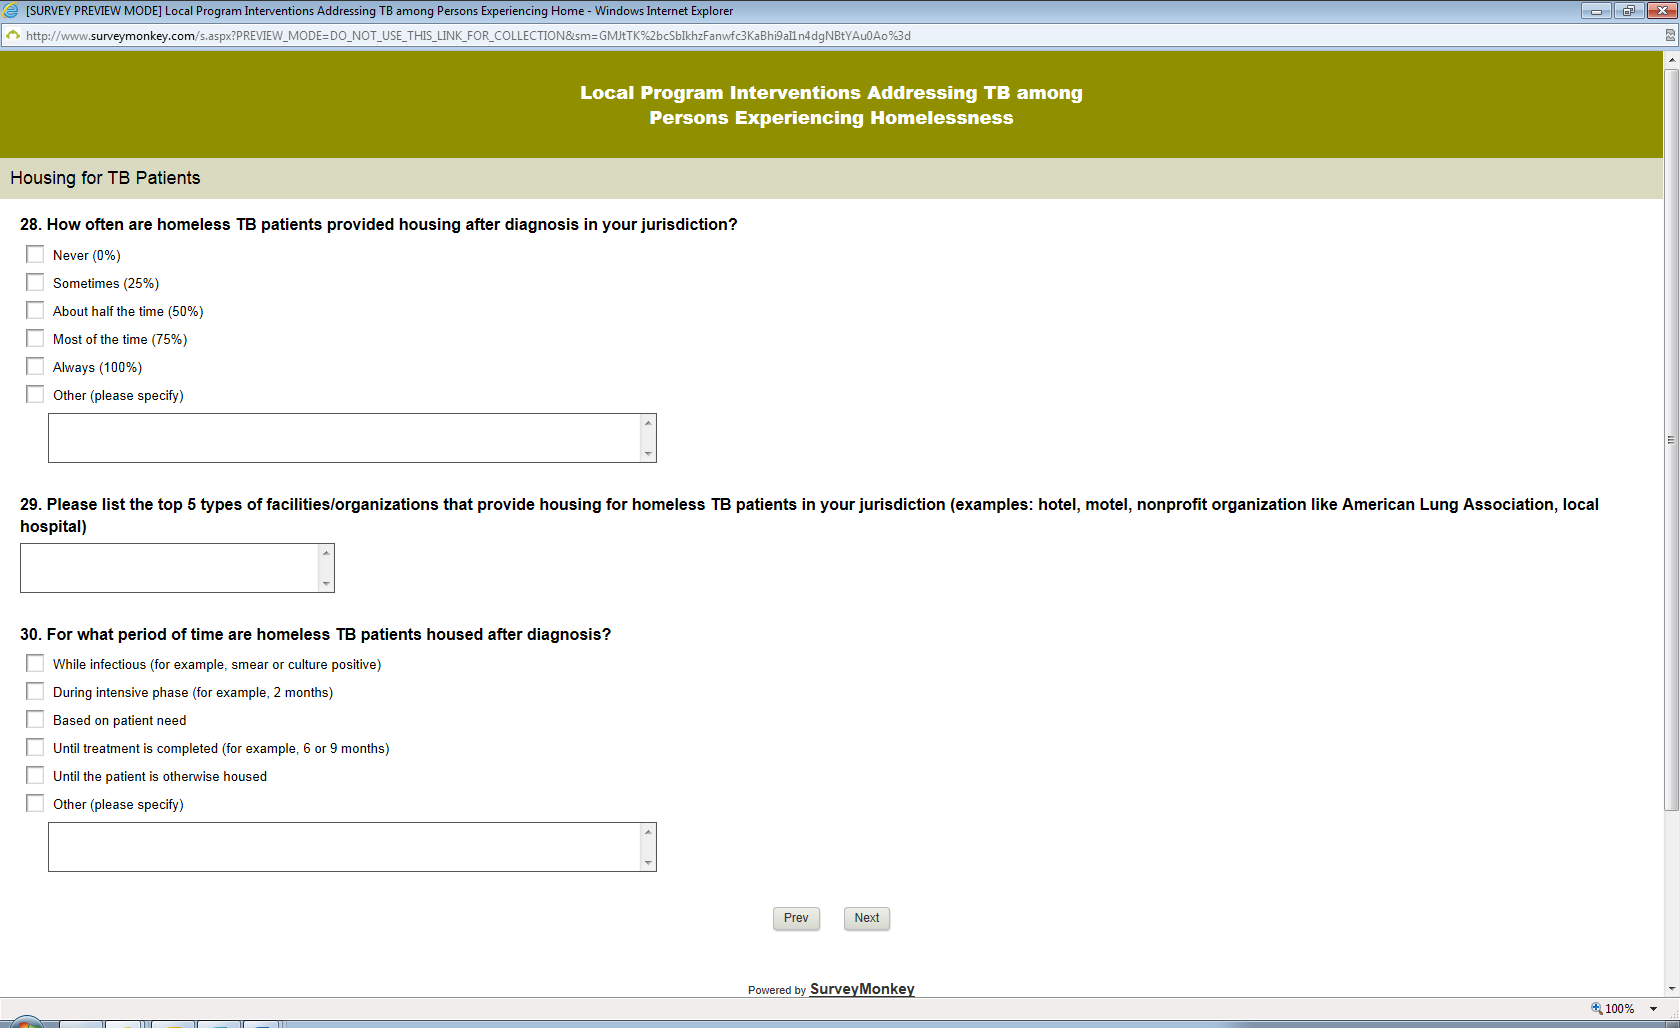 [SURVEY PREVIEW MODE] Local Program Interventions Addressing TB among Persons Experiencing Home - Windows Internet Explorer
http://www.surveymonkey.com/s.aspx?PREVIEW_MODE=DO_NOT_USE_THIS_LINK_FOR_COLLECTION&sm=GMJtTK%2bcSbIkhzFanwfc3KaBhi9aI1n4dgNBtYAu0Ao%3d
Local Program Interventions Addressing TB among
Persons Experiencing Homelessness
Housing for TB Patients
28. How often are homeless TB patients provided housing after diagnosis in your jurisdiction?
Never (0%)
Sometimes (25%)
About half the time (50%)
Most of the time (75%)
Always (100%)
Other (please specify)
29. Please list the top 5 types of facilities/organizations that provide housing for homeless TB patients in your jurisdiction (examples: hotel, motel, nonprofit organization like American Lung Association, local
hospital)
30. For what period of time are homeless TB patients housed after diagnosis?
While infectious (for example, smear or culture positive)
During intensive phase (for example, 2 months)
Based on patient need
Until treatment is completed (for example, 6 or 9 months)
Until the patient is otherwise housed
Other (please specify)
Prev Next
Powered by SurveyMonkey
100%